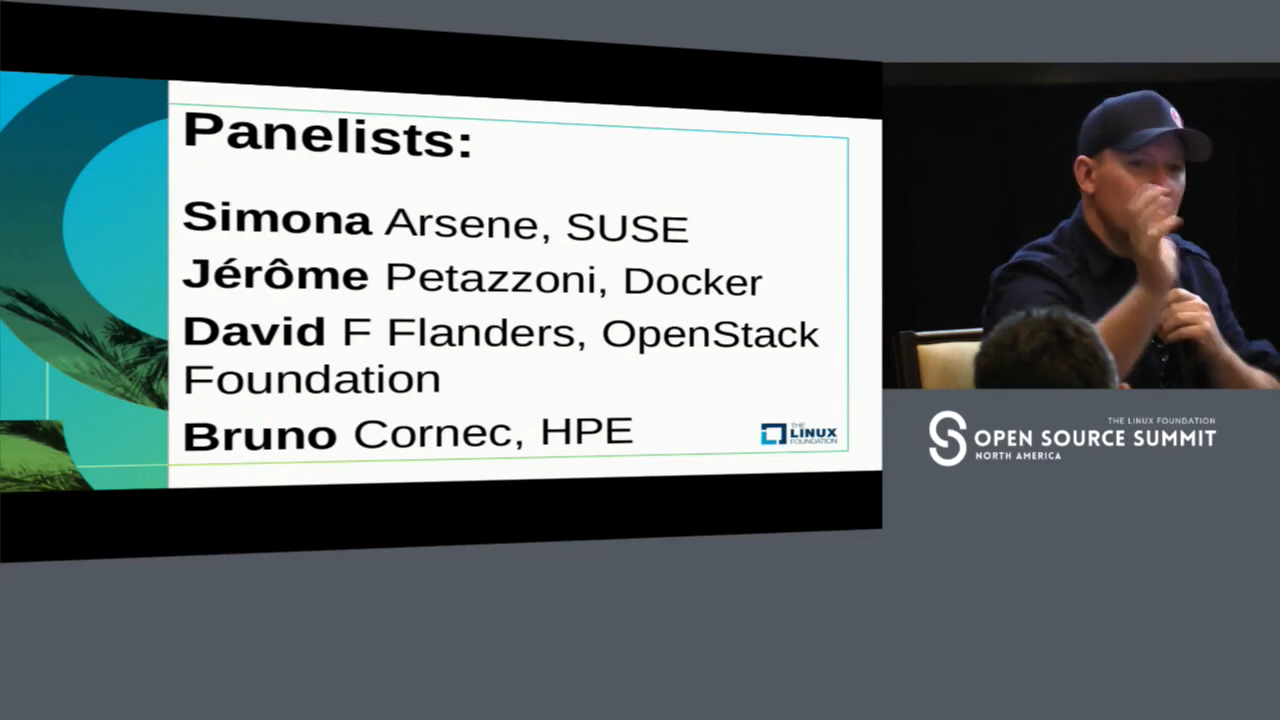 Panelists:
Simona Arsene, SUSE
Jérôme Petazzoni, Docker
David F Flanders, OpenStack
Foundation
Bruno Cornec, HPE
THE
LINUX
FOUNDATION
THE LINUX FOUNDATION
OPEN SOURCE SUMMIT
NORTH AMERICA